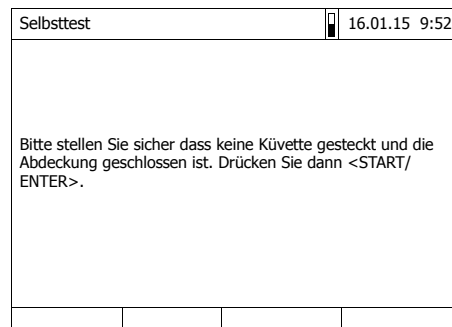 Selbsttest 16.01.15 9:52
Bitte stellen Sie sicher dass keine Küvette gesteckt und die
Abdeckung geschlossen ist. Drücken Sie dann <START/
ENTER>.